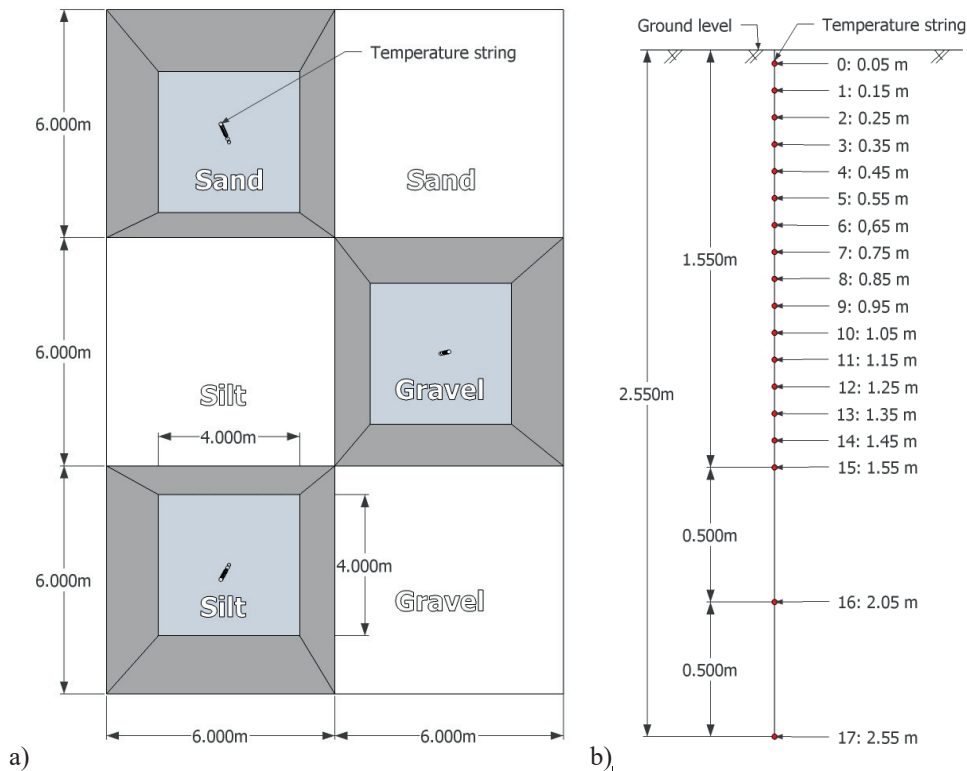 Temperature string
6.000m
Sand
Sand
6.000m
Silt
Gravel
4.000m
6.000m
4.000m
Silt
Gravel
6.000m
6.000m
a)
Ground level
Temperature string
0: 0.05 m
1: 0.15 m
2: 0.25 m
3: 0.35 m
4: 0.45 m
5: 0.55 m
6: 0,65 m
1.550m
7: 0.75 m
8: 0.85 m
9: 0.95 m
10: 1.05 m
11: 1.15 m
2.550m
12: 1.25 m
13: 1.35 m
14: 1.45 m
15: 1.55 m
0.500m
16: 2.05 m
0.500m
17: 2.55 m
b)